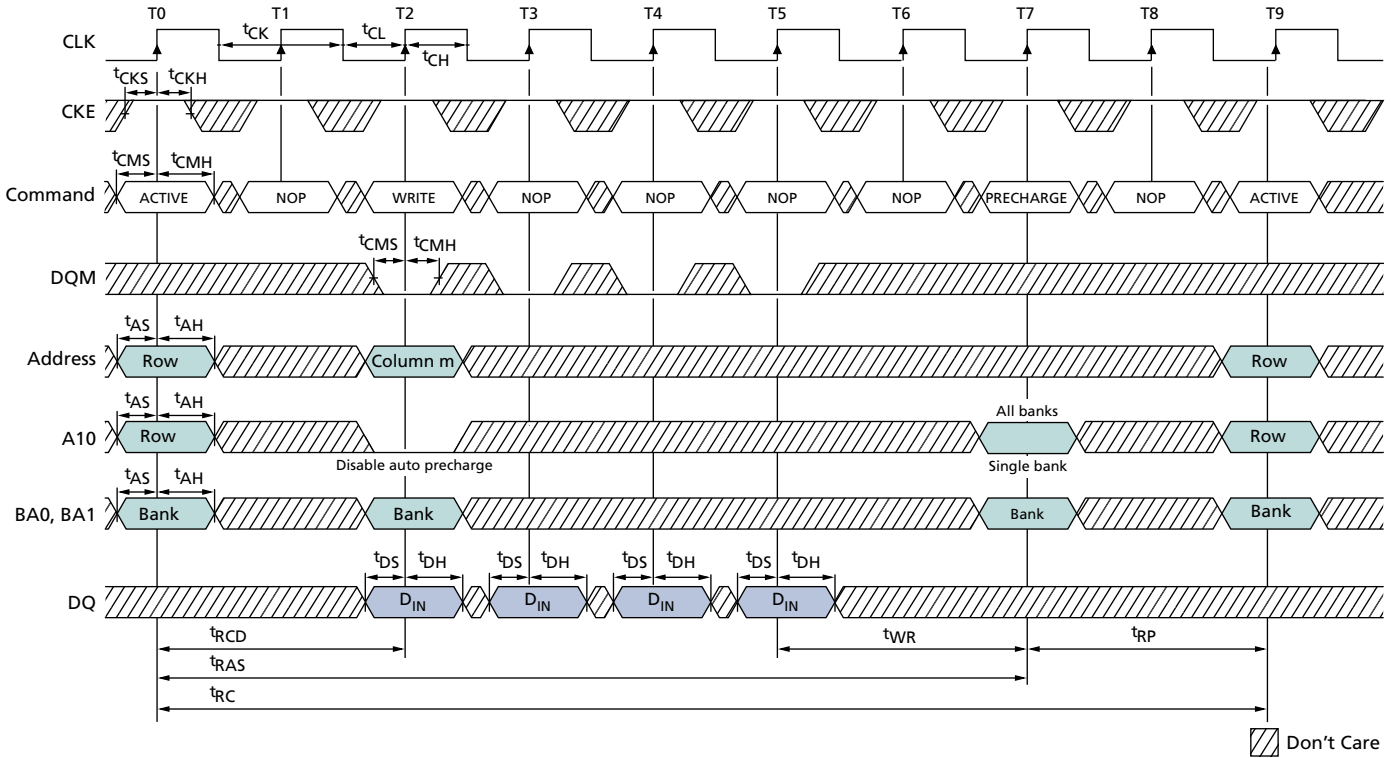 T0 T1 T2 T3 T4 T5 T6 T7 T8 T9
CLK
tCK tCL
tCH
tCKS tCKH
CKE
tCMS tCMH
Command ACTIVE NOP WRITE NOP NOP NOP NOP PRECHARGE NOP ACTIVE
tCMS tCMH
DQM
tAS tAH
Address Row Column m Row
tAS tAH
All banks
A10 Row Row
Disable auto precharge
Single bank
tAS tAH
BA0, BA1 Bank Bank Bank Bank
tDS tDH tDS tDH tDS tDH tDS tDH
DQ DIN DIN DIN DIN
tRCD tWR tRP
tRAS
tRC
Don't Care